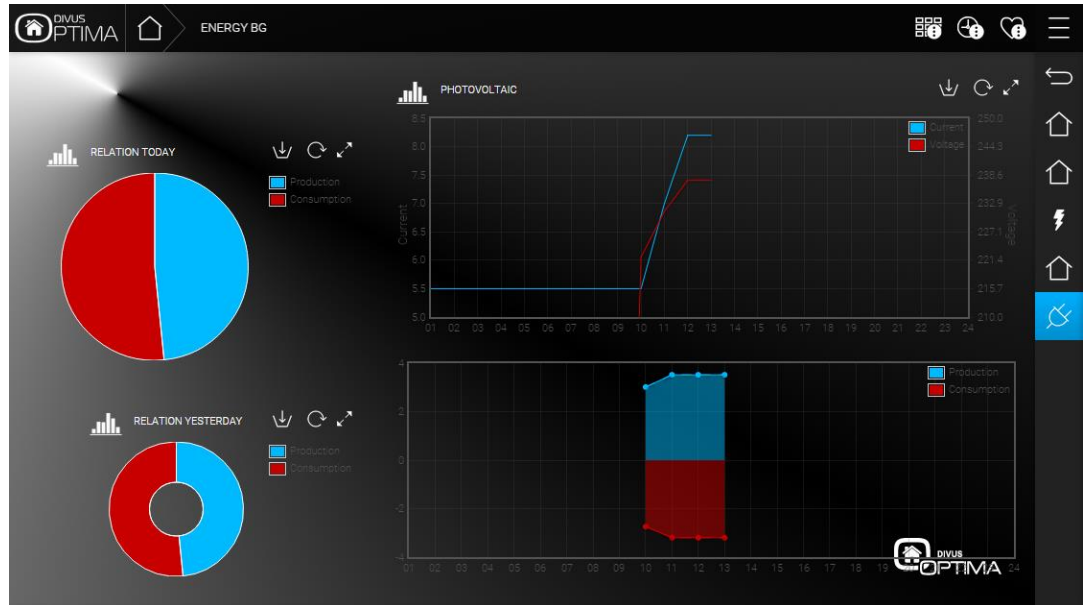 DIVUS
OPTIMA
ENERGY BG
PHOTOVOLTAIC
8.5
8.0
7.5
7.0
6.5
6.0
5.5
5.0
Current
Current
Voltage
250.0
244.3
238.6
232.9
227.1
221.4
215.7
210.0
Voltage
01 02 03 04 05 06 07 08 09 10 11 12 13 14 15 16 17 18 19 20 21 22 23 24
RELATION TODAY
Production
Consumption
RELATION YESTERDAY
Production
Consumption
4
2
0
-2
-4
Production
Consumption
01 02 03 04 05 06 07 08 09 10 11 12 13 14 15 16 17 18 19 24
DIVUS
OPTIMA